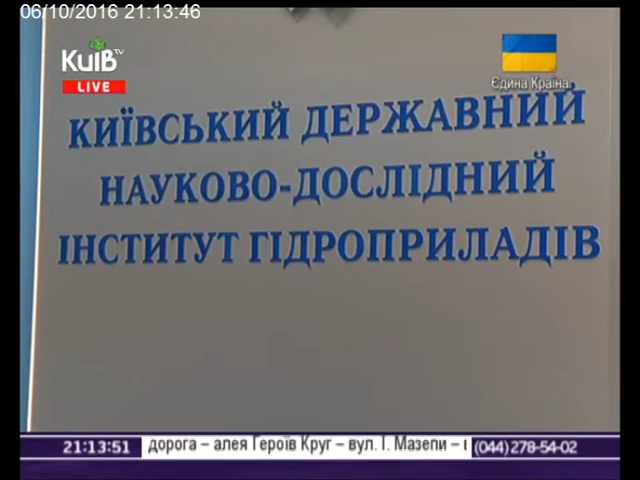 06/10/2016 21:13:46
КиїВ TV
LIVE
Єдина Країна
КИЇВСЬКИЙ ДЕРЖАВНИЙ
НАУКОВО-ДОСЛІДНИЙ
ІНСТИТУТ ГІДРОПРИЛАДІВ
21:13:51 дорога – алея Героїв Круг – вул. І. Мазепи – (044) 278-54-02